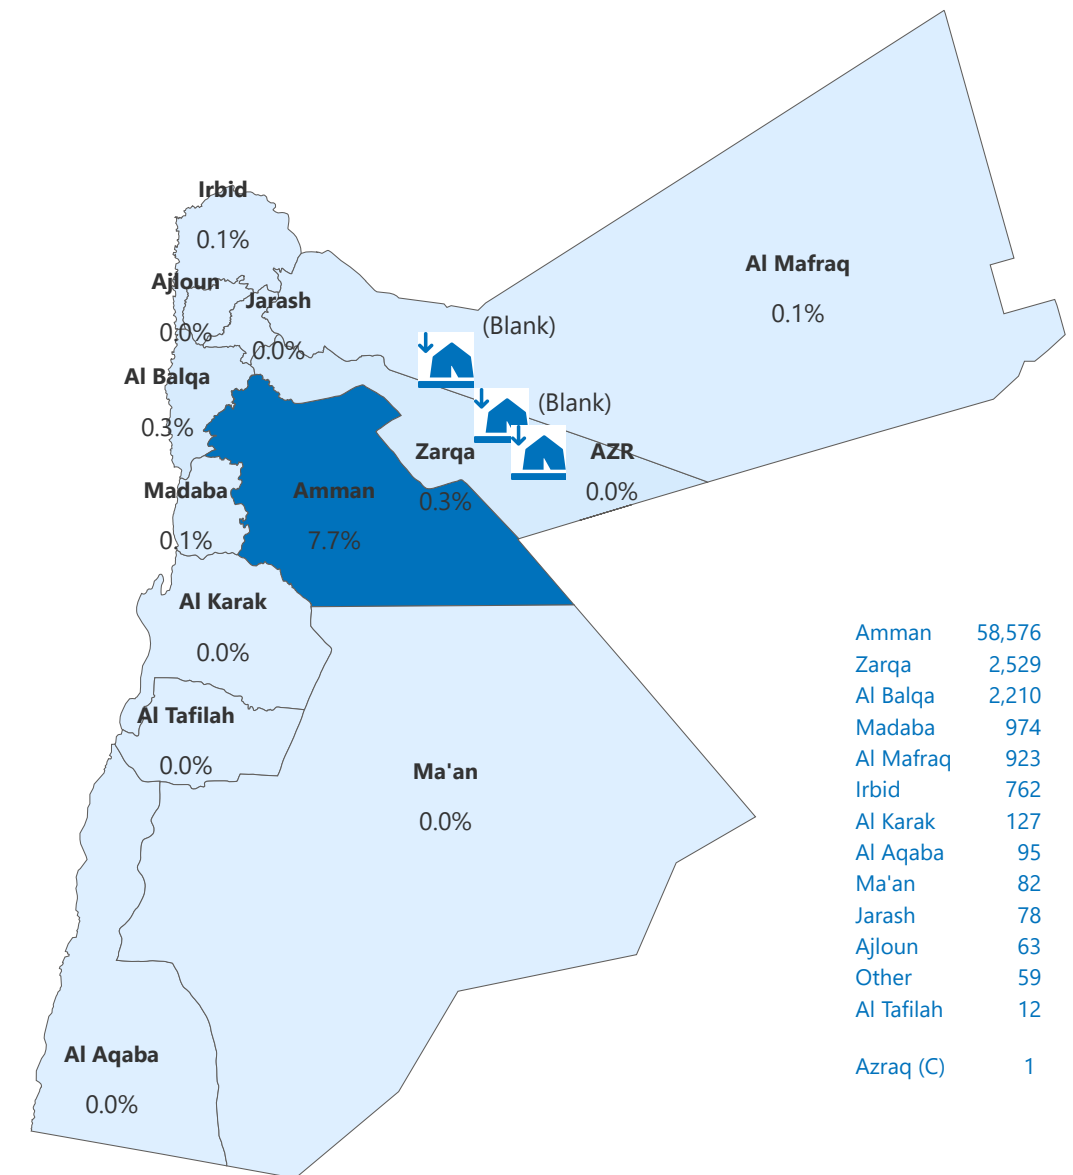 Irbid
0.1%
Al Mafraq
0.1%
Ajloun
0.0%
Jarash
0.0%
(Blank)
Al Balqa
0.3%
(Blank)
Zarqa
0.3%
AZR
0.0%
Madaba
0.1%
Amman
7.7%
Al Karak
0.0%
Al Tafilah
0.0%
Ma'an
0.0%
Al Aqaba
0.0%
Amman 58,576
Zarqa 2,529
Al Balqa 2,210
Madaba 974
Al Mafraq 923
Irbid 762
Al Karak 127
Al Aqaba 95
Ma'an 82
Jarash 78
Ajloun 63
Other 59
Al Tafilah 12
Azraq (C) 1